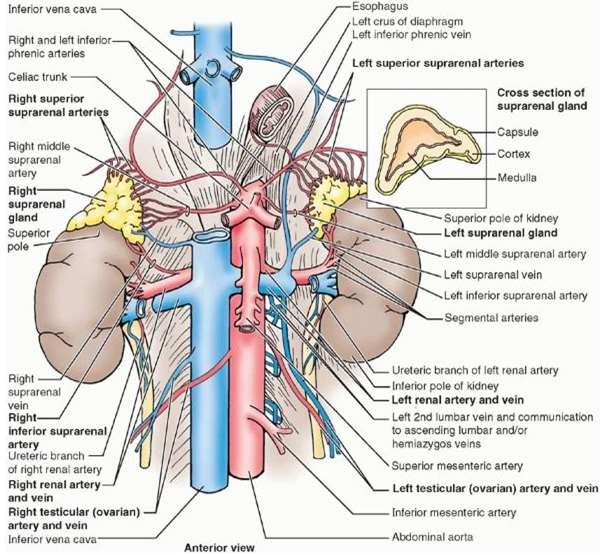 Inferior vena cava
Right and left inferior
phrenic arteries
Celiac trunk
Right superior
suprarenal arteries
Right middle
suprarenal
artery
Right
suprarenal
gland
Superior
pole
Right
suprarenal
vein
Right
inferior suprarenal
artery
Ureteric branch
of right renal artery
Right renal artery
and vein
Right testicular (ovarian)
artery and vein
Inferior vena cava
Esophagus
Left crus of diaphragm
Left inferior phrenic vein
Left superior suprarenal arteries
Cross section of
suprarenal gland
Capsule
Cortex
Medulla
Superior pole of kidney
Left suprarenal gland
Left middle suprarenal artery
Left suprarenal vein
Left inferior suprarenal artery
Segmental arteries
Ureteric branch of left renal artery
Inferior pole of kidney
Left renal artery and vein
Left 2nd lumbar vein and communication
to ascending lumbar and/or
hemiazygos veins
Superior mesenteric artery
Left testicular (ovarian) artery and vein
Inferior mesenteric artery
Abdominal aorta
Anterior view